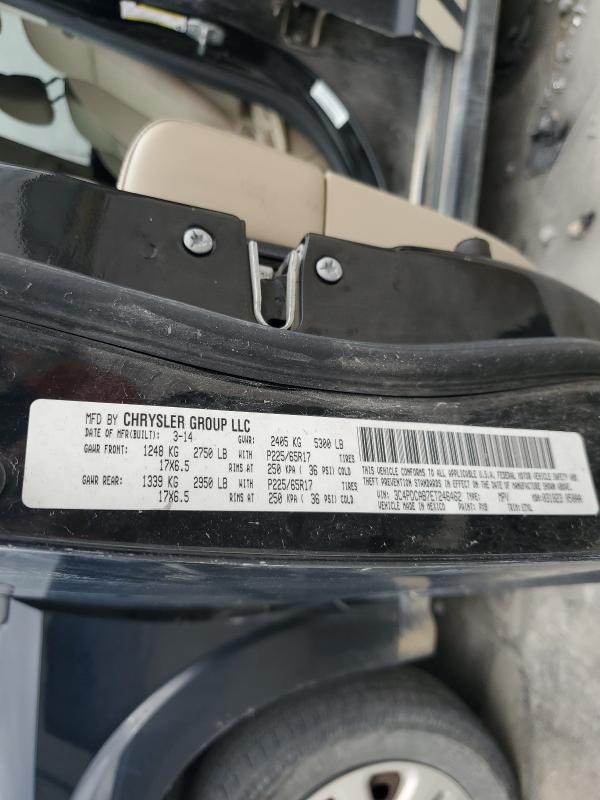 MFD BY CHRYSLER GROUP LLC
DATE OF MFR(BUILT): 3-14 GVWR: 2405 KG 5300 LB
GAWR FRONT: 1248 KG 2750 LB WITH P225/65R17 TIRES
17X6.5 RIMS AT 250 KPA ( 36 PSI) COLD
GAWR REAR: 1339 KG 2950 LB WITH P225/65R17 TIRES
17X6.5 RIMS AT 250 KPA ( 36 PSI) COLD
THIS VEHICLE CONFORMS TO ALL APPLICABLE U.S.A. FEDERAL MOTOR VEHICLE SAFETY AND
THEFT PREVENTION STANDARDS IN EFFECT ON THE DATE OF MANUFACTURE SHOWN ABOVE.
VIN: 3C4PDCAB7ET246462 TYPE: MPV
VEHICLE MADE IN MEXICO PAINT: TRIM: